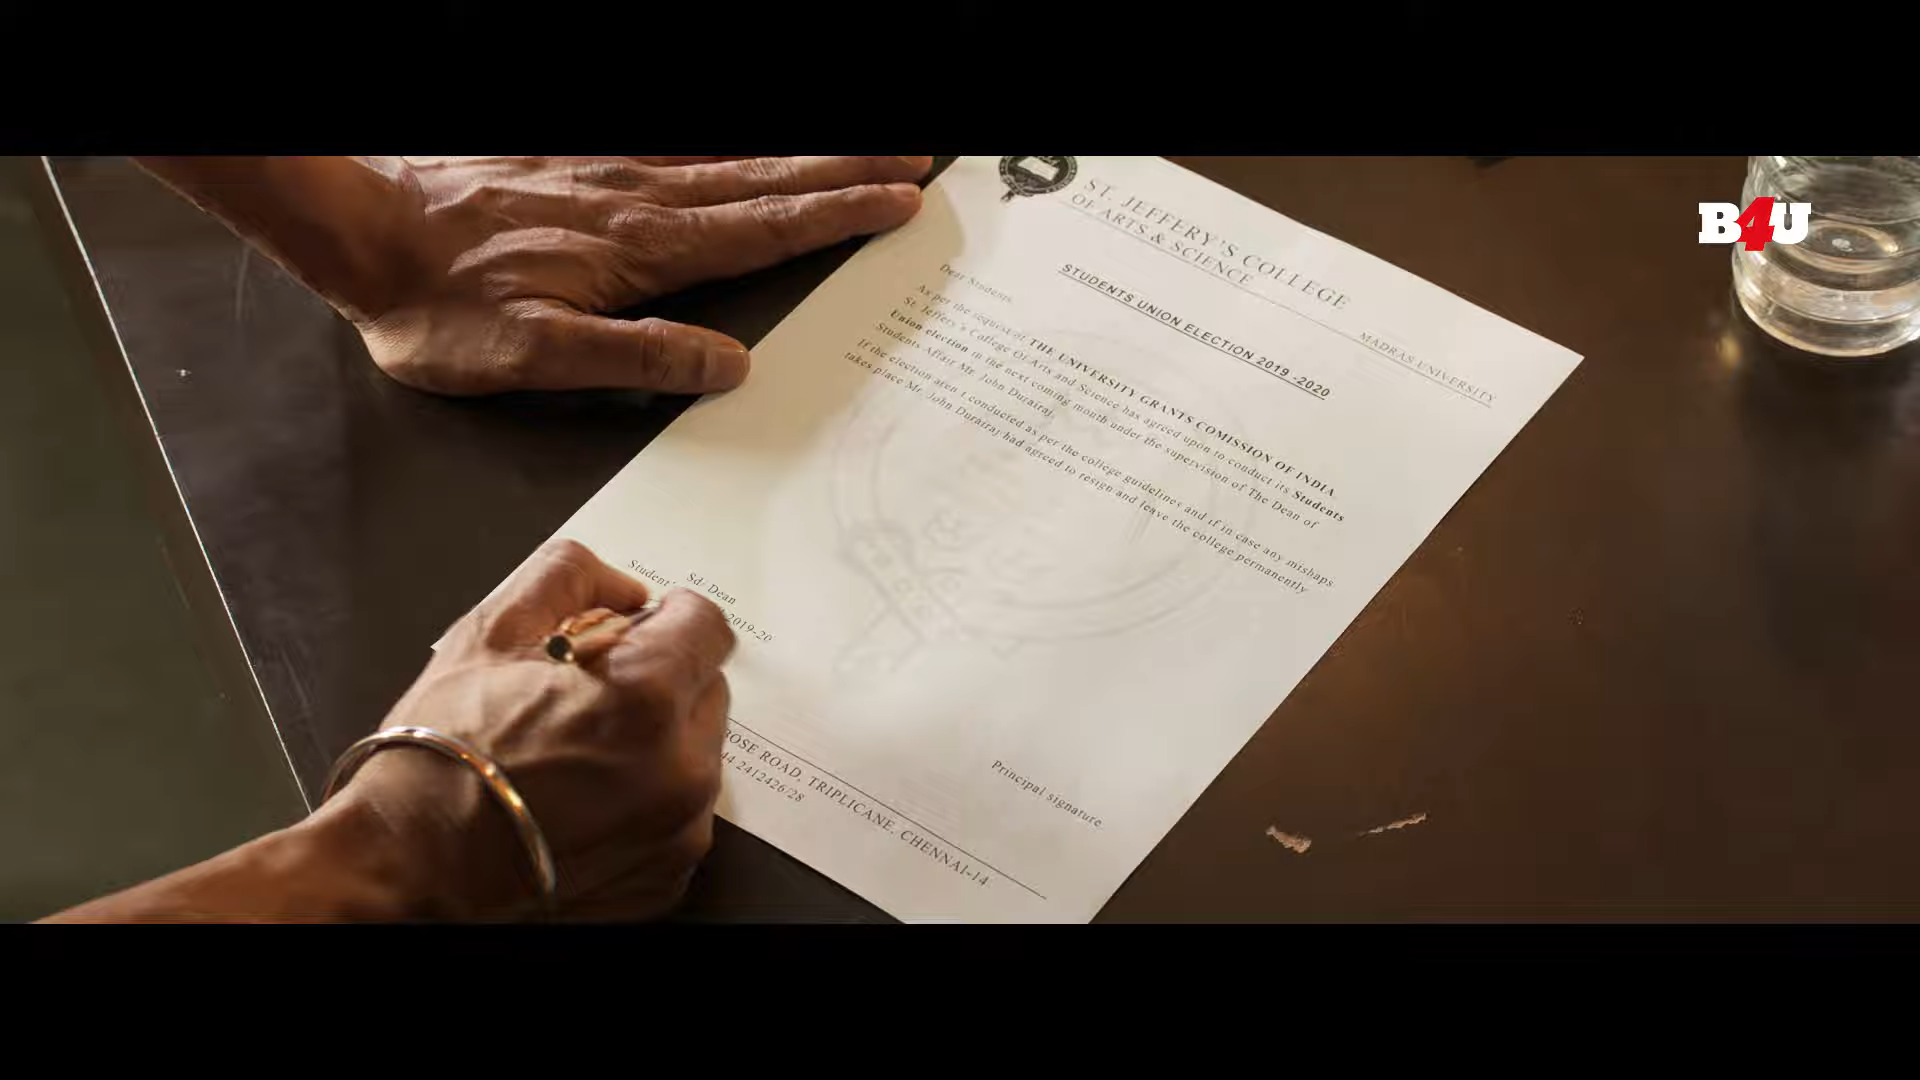 B4U
ST. JEFFERY'S COLLEGE
OF ARTS & SCIENCE
MADRAS UNIVERSITY
STUDENTS UNION ELECTION 2019 -2020
Dear Students,
As per the request of THE UNIVERSITY GRANTS COMISSION OF INDIA
St. Jeffery's College Of Arts and Science has agreed upon to conduct its Students
Union election in the next coming month under the supervision of The Dean of
Students Affair Mr. John Durairaj.
If the election aren't conducted as per the college guidelines and if in case any mishaps
takes place Mr. John Durairaj had agreed to resign and leave the college permanently
Sd/ Dean
Student'
2019-20
Principal signature
ROSE ROAD, TRIPLICANE, CHENNAI-14.
44 2412426/28